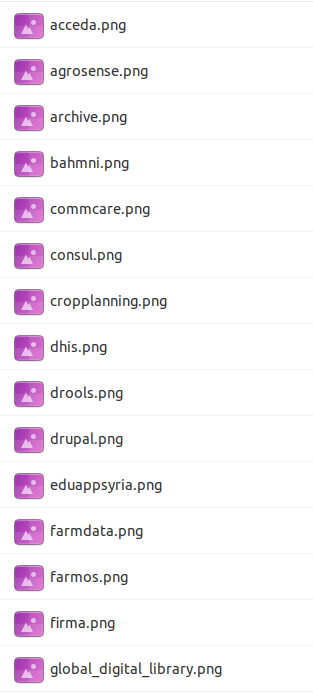 acceda.png
agrosense.png
archive.png
bahmni.png
commcare.png
consul.png
cropplanning.png
dhis.png
drools.png
drupal.png
eduappsyria.png
farmdata.png
farmos.png
firma.png
global_digital_library.png